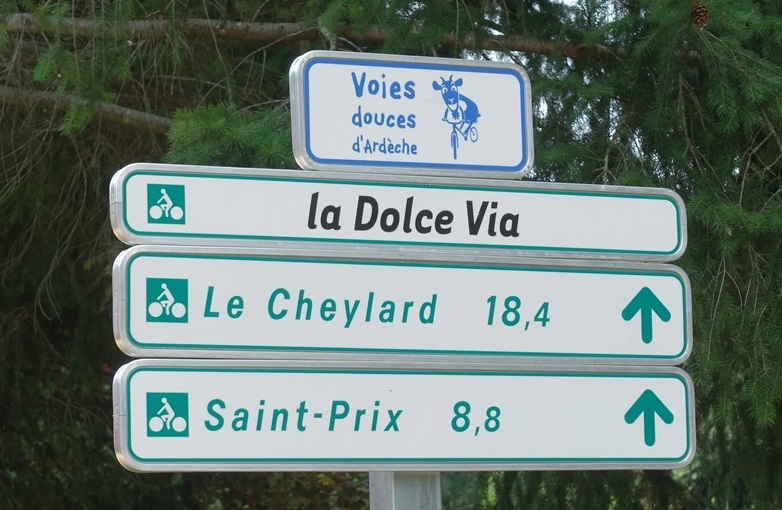 Voies
douces
d'Ardèche
la Dolce Via
Le Cheylard 18,4
Saint-Prix 8,8